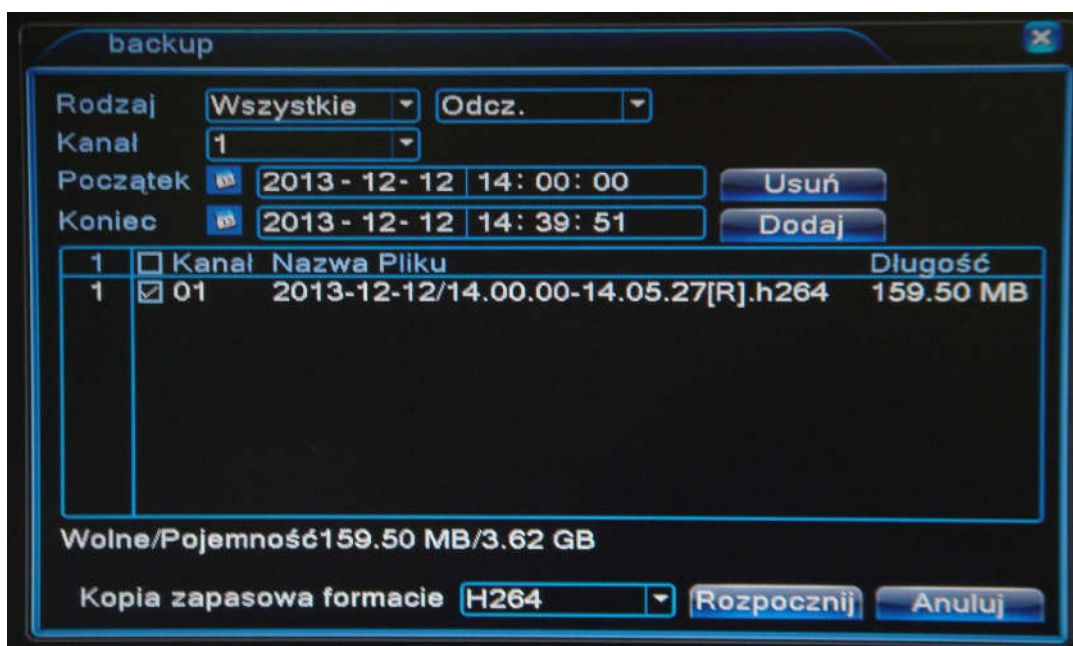 backup
Rodzaj Wszystkie Odcz.
Kanał 1
Początek 2013 - 12 - 12 14: 00: 00 Usuń
Koniec 2013 - 12 - 12 14: 39: 51 Dodaj
1 Kanał Nazwa Pliku Długość
1 01 2013-12-12/14.00.00-14.05.27[R].h264 159.50 MB
Wolne/Pojemność159.50 MB/3.62 GB
Kopia zapasowa formacie H264 Rozpocznij Anuluj